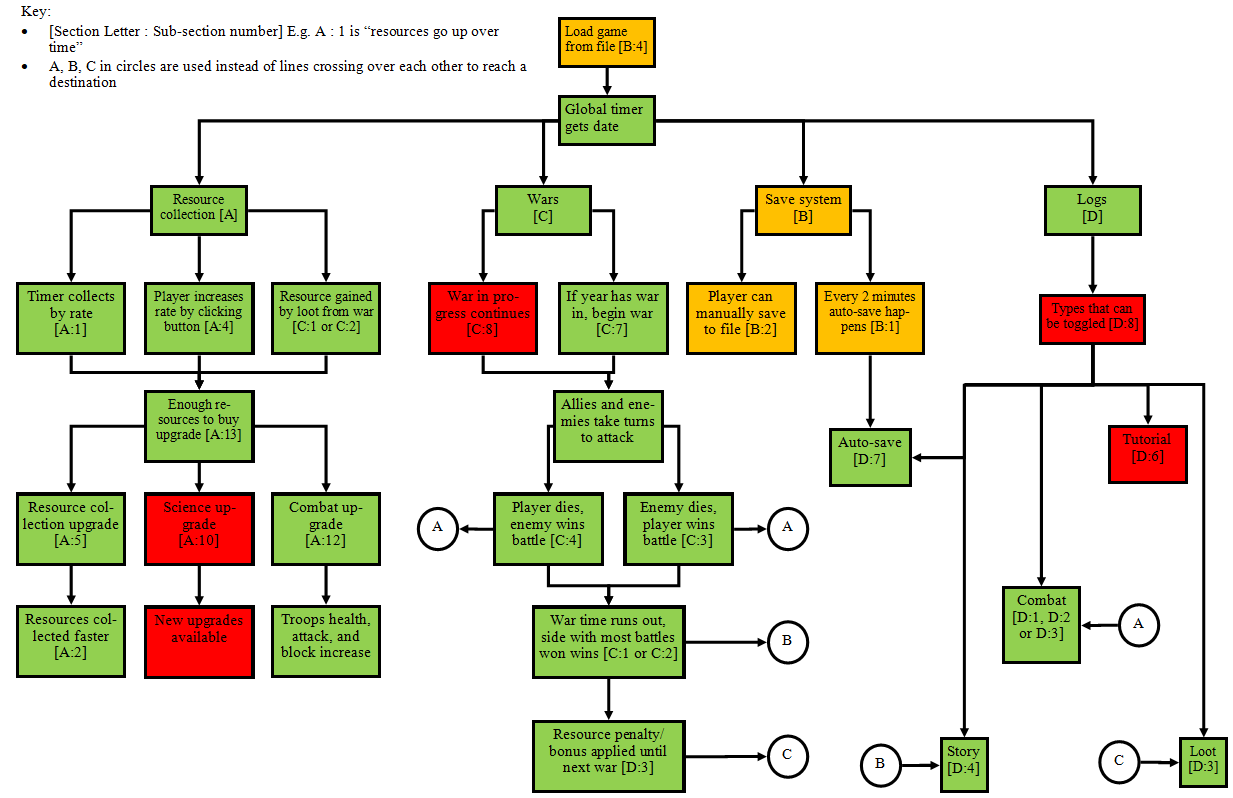 Key:
• [Section Letter : Sub-section number] E.g. A : 1 is “resources go up over
time”
• A, B, C in circles are used instead of lines crossing over each other to reach a
destination
Load game
from file [B:4]
Global timer
gets date
Resource
collection [A]
Wars
[C]
Save system
[B]
Logs
[D]
Timer collects
by rate
[A:1]
Player increases
rate by clicking
button [A:4]
Resource gained
by loot from war
[C:1 or C:2]
War in pro-
gress continues
[C:8]
If year has war
in, begin war
[C:7]
Player can
manually save
to file [B:2]
Every 2 minutes
auto-save hap-
pens [B:1]
Types that can
be toggled [D:8]
Enough re-
sources to buy
upgrade [A:13]
Allies and ene-
mies take turns
to attack
Auto-save
[D:7]
Tutorial
[D:6]
Resource col-
lection upgrade
[A:5]
Science up-
grade
[A:10]
Combat up-
grade
[A:12]
A
Player dies,
enemy wins
battle [C:4]
Enemy dies,
player wins
battle [C:3]
A
Resources col-
lected faster
[A:2]
New upgrades
available
Troops health,
attack, and
block increase
War time runs out,
side with most battles
won wins [C:1 or C:2]
B
Combat
[D:1, D:2
or D:3]
A
Resource penalty/
bonus applied until
next war [D:3]
C
B
Story
[D:4]
C
Loot
[D:3]